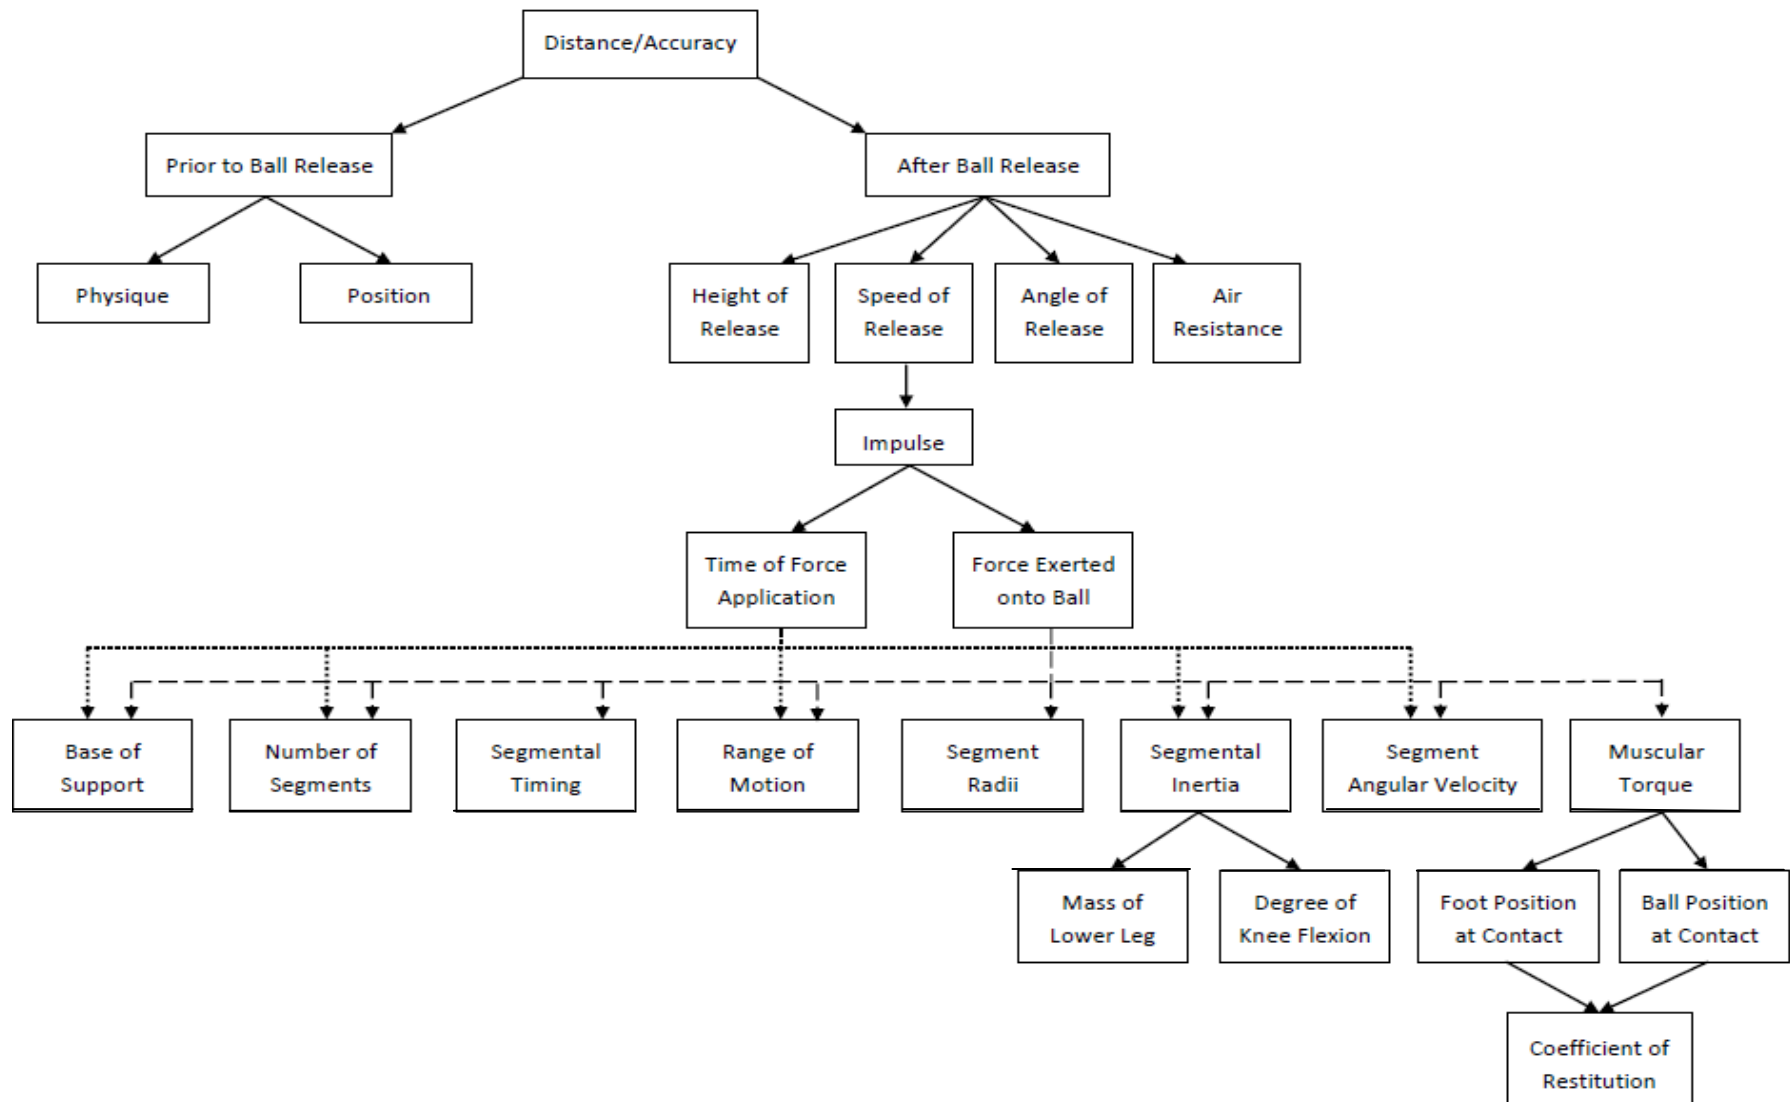 Distance/Accuracy
Prior to Ball Release
After Ball Release
Physique
Position
Height of
Release
Speed of
Release
Angle of
Release
Air
Resistance
Impulse
Time of Force
Application
Force Exerted
onto Ball
Base of
Support
Number of
Segments
Segmental
Timing
Range of
Motion
Segment
Radii
Segmental
Inertia
Segment
Angular Velocity
Muscular
Torque
Mass of
Lower Leg
Degree of
Knee Flexion
Foot Position
at Contact
Ball Position
at Contact
Coefficient of
Restitution